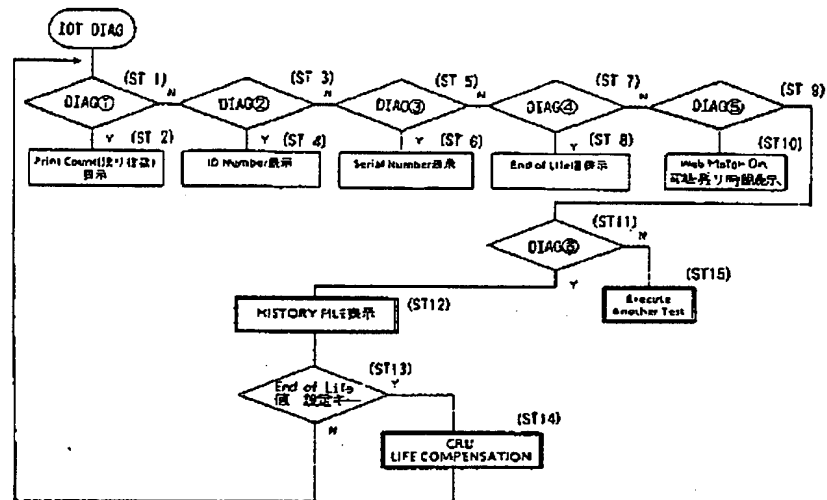 IOT DIAG
(ST 1)
DIAG①
N
Y
(ST 2)
Print Count(残り枚数)
表示
(ST 3)
DIAG②
N
Y
(ST 4)
ID Number表示
(ST 5)
DIAG③
N
Y
(ST 6)
Serial Number表示
(ST 7)
DIAG④
N
Y
(ST 8)
End of Life値表示
(ST 9)
DIAG⑤
Y
(ST10)
Web Motor On
可能残り時間表示
(ST11)
DIAG⑥
N
Y
(ST15)
Execute
Another Test
(ST12)
HISTORY FILE表示
(ST13)
End of Life
値 設定キー
Y
N
(ST14)
CRU
LIFE COMPENSATION